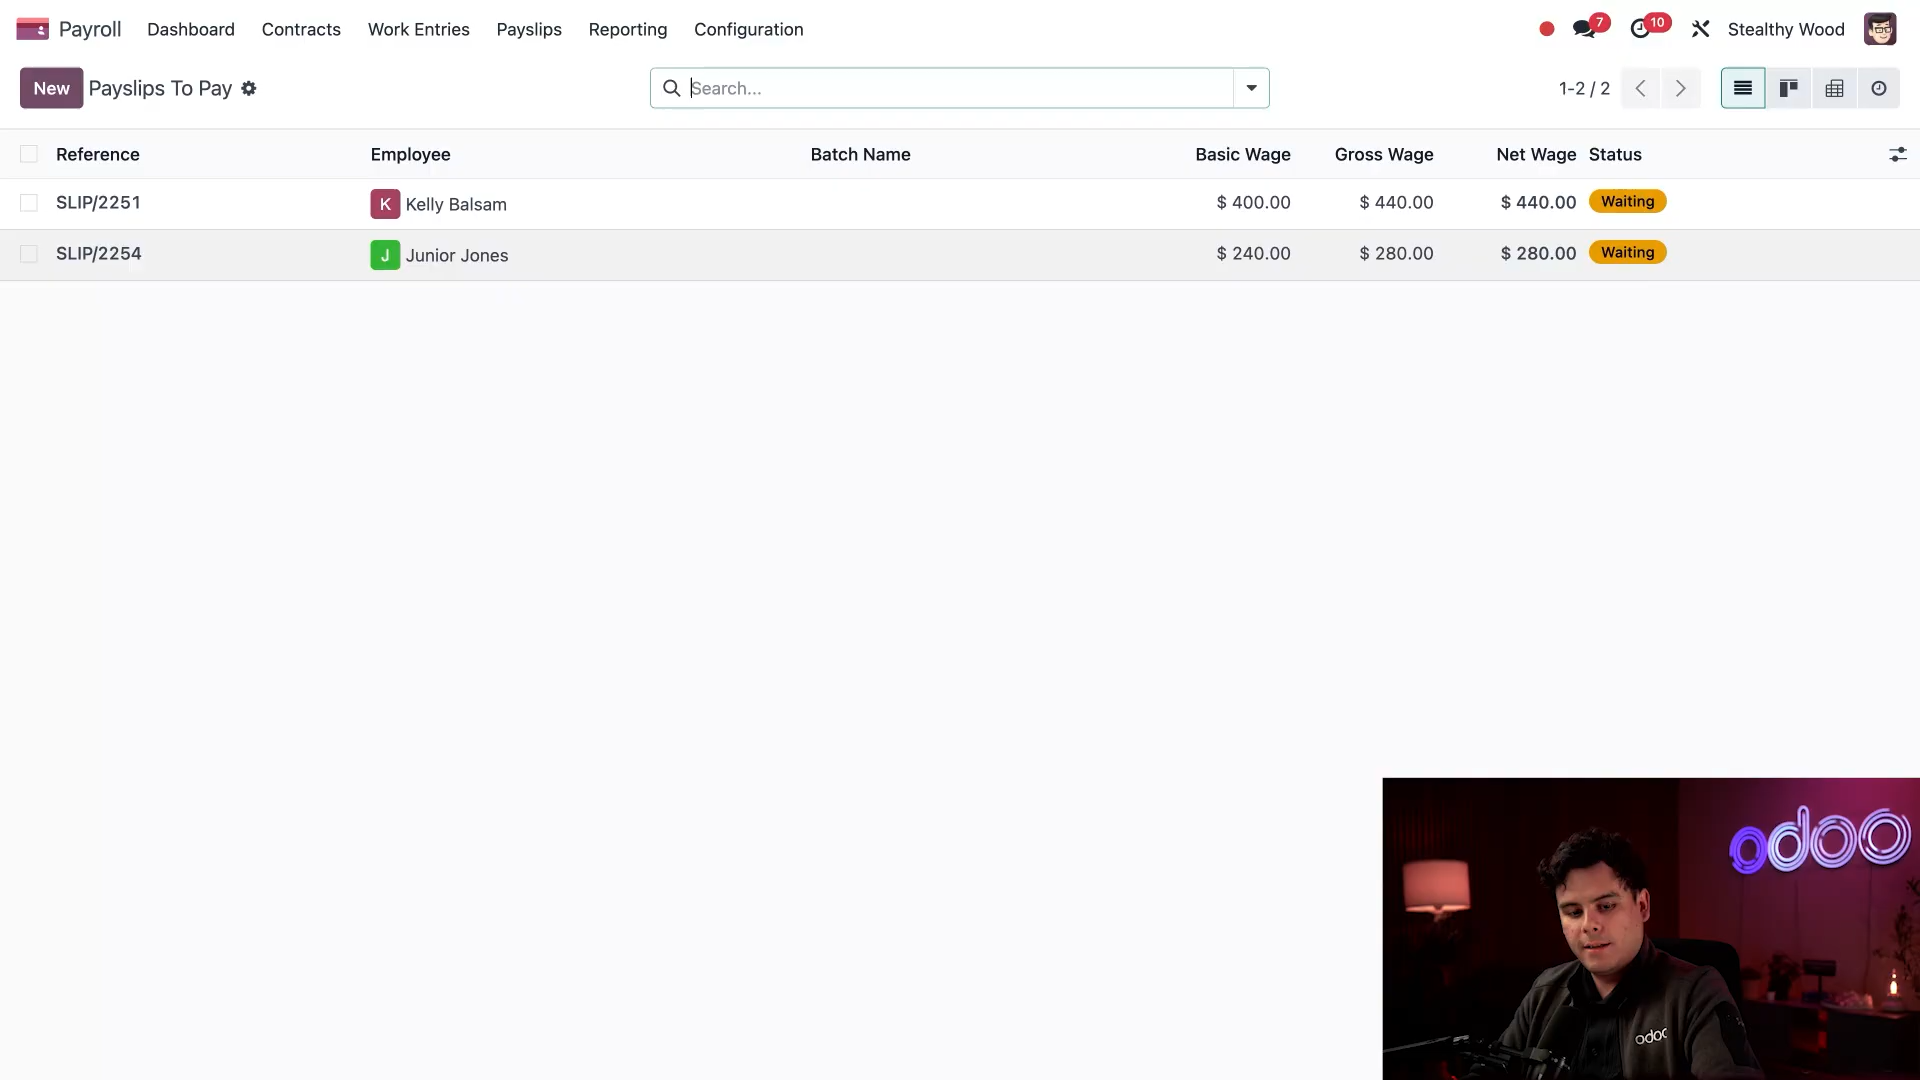 Payroll Dashboard Contracts Work Entries Payslips Reporting Configuration 7 10 Stealthy Wood
New Payslips To Pay Search... 1-2 / 2
Reference Employee Batch Name Basic Wage Gross Wage Net Wage Status
SLIP/2251 K Kelly Balsam $ 400.00 $ 440.00 $ 440.00 Waiting
SLIP/2254 J Junior Jones $ 240.00 $ 280.00 $ 280.00 Waiting
odoo
odoo